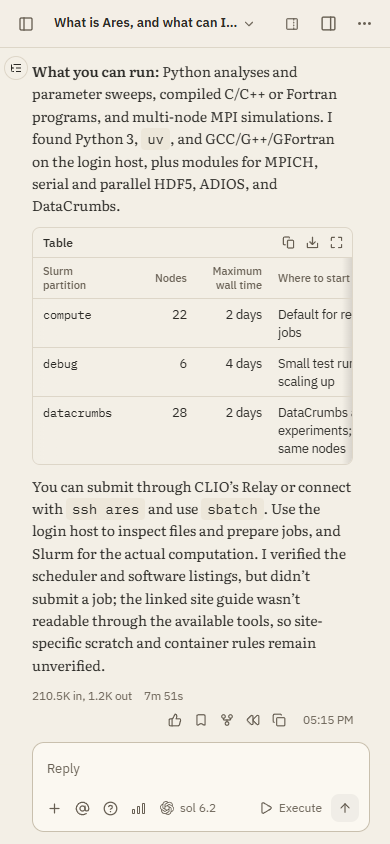 What is Ares, and what can I...
What you can run: Python analyses and
parameter sweeps, compiled C/C++ or Fortran
programs, and multi-node MPI simulations. I
found Python 3, uv , and GCC/G++/GFortran
on the login host, plus modules for MPICH,
serial and parallel HDF5, ADIOS, and
DataCrumbs.
Table
Slurm partition Nodes Maximum wall time Where to start
compute 22 2 days Default for re
jobs
debug 6 4 days Small test run
scaling up
datacrumbs 28 2 days DataCrumbs
experiments;
same nodes
You can submit through CLIO’s Relay or connect
with ssh ares and use sbatch . Use the
login host to inspect files and prepare jobs, and
Slurm for the actual computation. I verified the
scheduler and software listings, but didn’t
submit a job; the linked site guide wasn’t
readable through the available tools, so site-
specific scratch and container rules remain
unverified.
210.5K in, 1.2K out 7m 51s
05:15 PM
Reply
sol 6.2 Execute